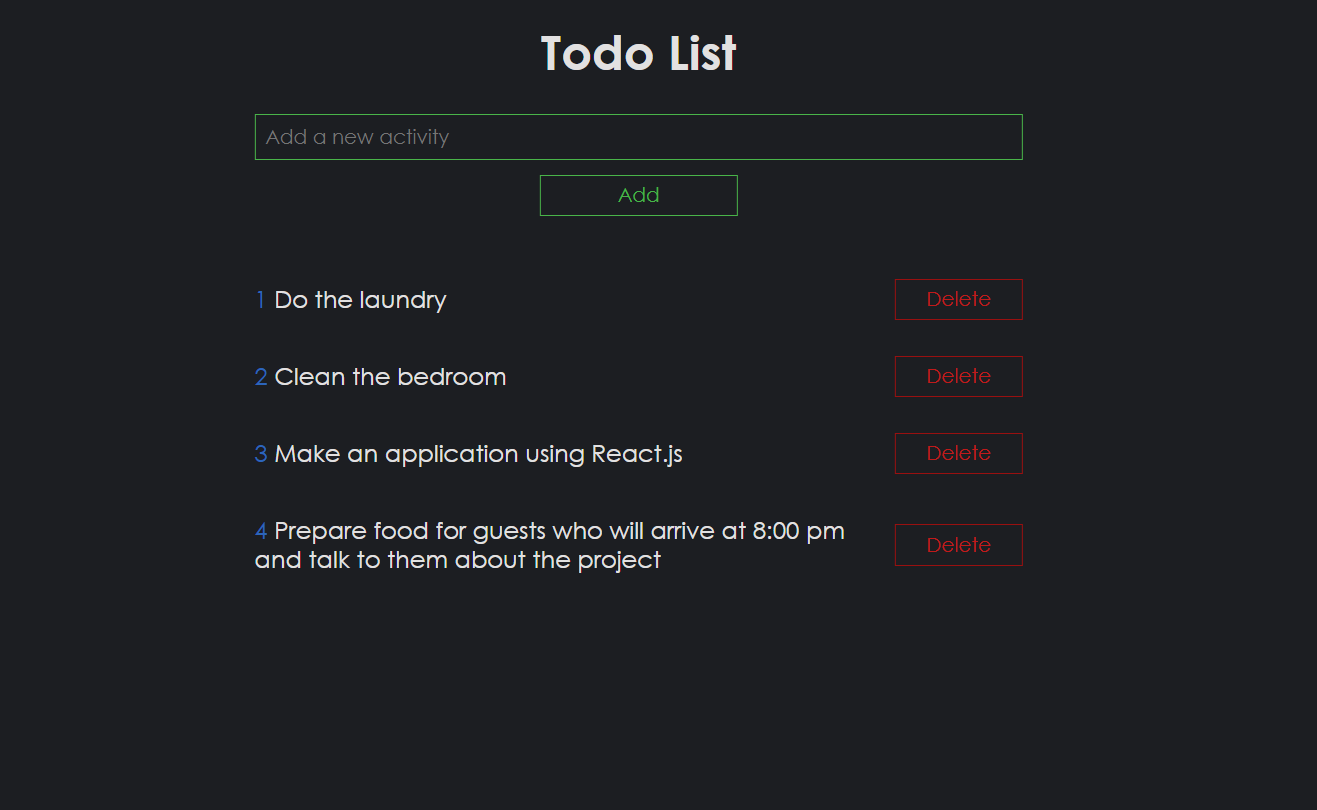 Todo List
Add a new activity
Add
1 Do the laundry
Delete
2 Clean the bedroom
Delete
3 Make an application using React.js
Delete
4 Prepare food for guests who will arrive at 8:00 pm
and talk to them about the project
Delete